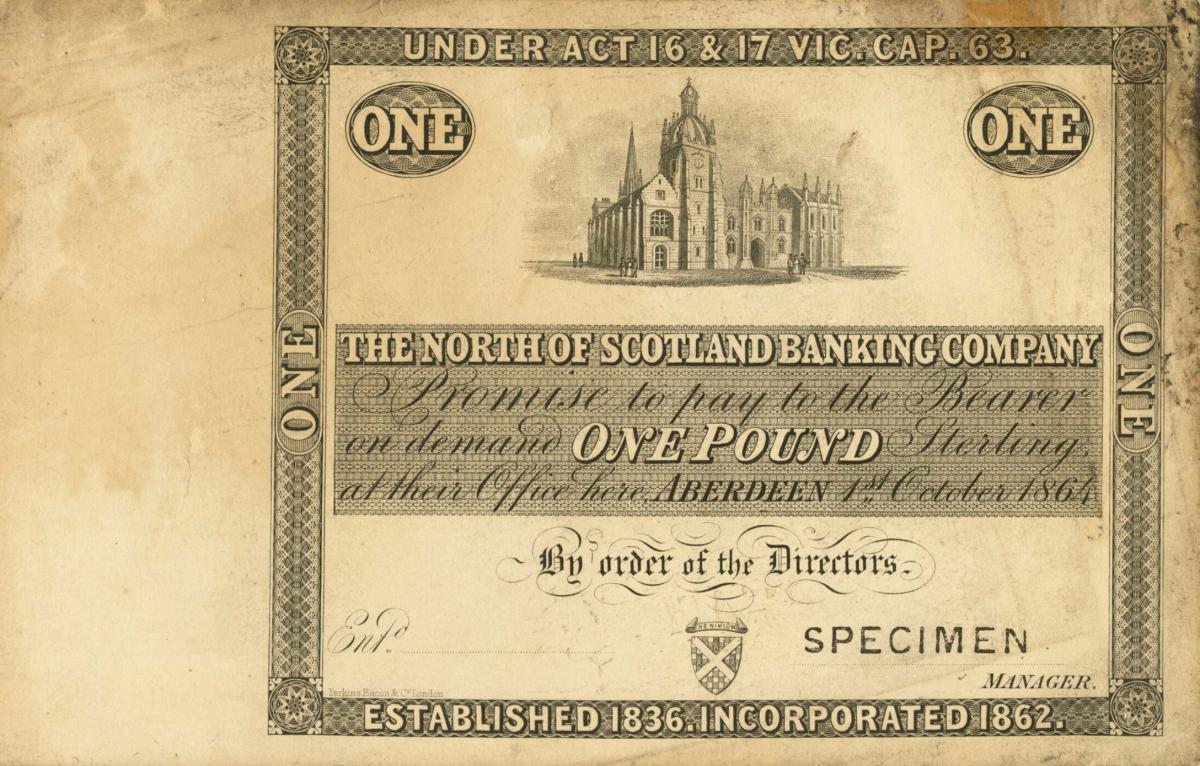 UNDER ACT 16 & 17 VIC. CAP. 63.
ONE ONE
THE NORTH OF SCOTLAND BANKING COMPANY
Promise to pay to the Bearer
on demand ONE POUND Sterling,
at their Office here, ABERDEEN 1st October 1864
ONE
ONE
By order of the Directors.
NE NIMIUM
Entd.
SPECIMEN
MANAGER.
Perkins, Bacon & Co. London
ESTABLISHED 1836. INCORPORATED 1862.